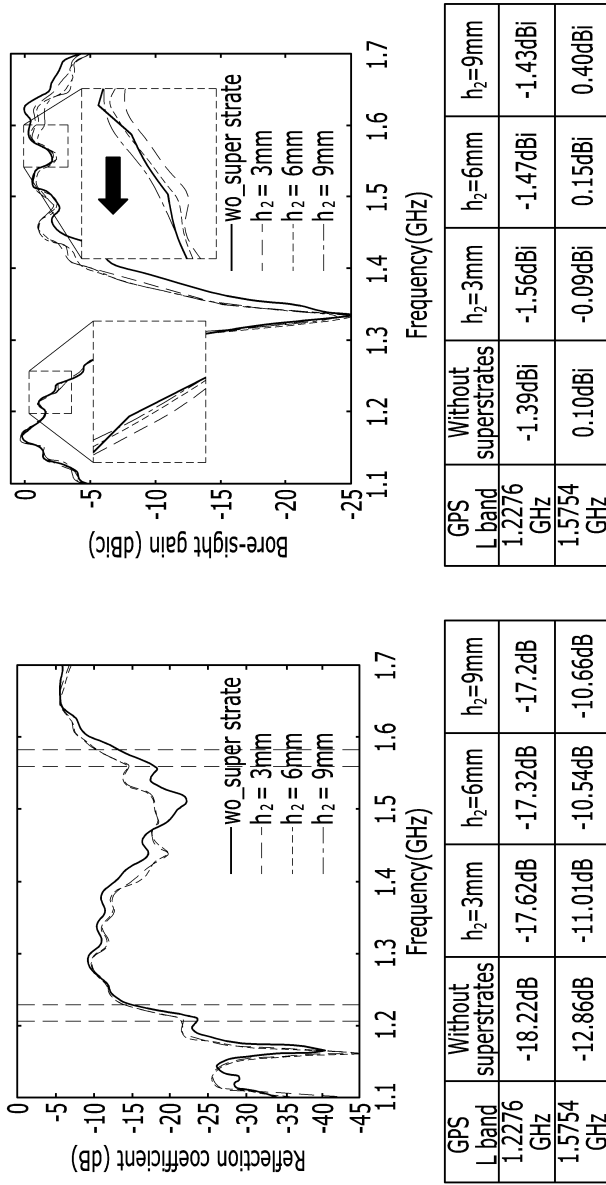 Reflection coefficient (dB)
0
-5
-10
-15
-20
-25
-30
-35
-40
-45
1.1 1.2 1.3 1.4 1.5 1.6 1.7
Frequency(GHz)
wo_super strate
h2 = 3mm
h2 = 6mm
h2 = 9mm
GPS L band Without superstrates h2=3mm h2=6mm h2=9mm
1.2276 GHz -18.22dB -17.62dB -17.32dB -17.2dB
1.5754 GHz -12.86dB -11.01dB -10.54dB -10.66dB
Bore-sight gain (dBic)
0
-5
-10
-15
-20
-25
1.1 1.2 1.3 1.4 1.5 1.6 1.7
Frequency(GHz)
wo_super strate
h2 = 3mm
h2 = 6mm
h2 = 9mm
GPS L band Without superstrates h2=3mm h2=6mm h2=9mm
1.2276 GHz -1.39dBi -1.56dBi -1.47dBi -1.43dBi
1.5754 GHz 0.10dBi -0.09dBi 0.15dBi 0.40dBi